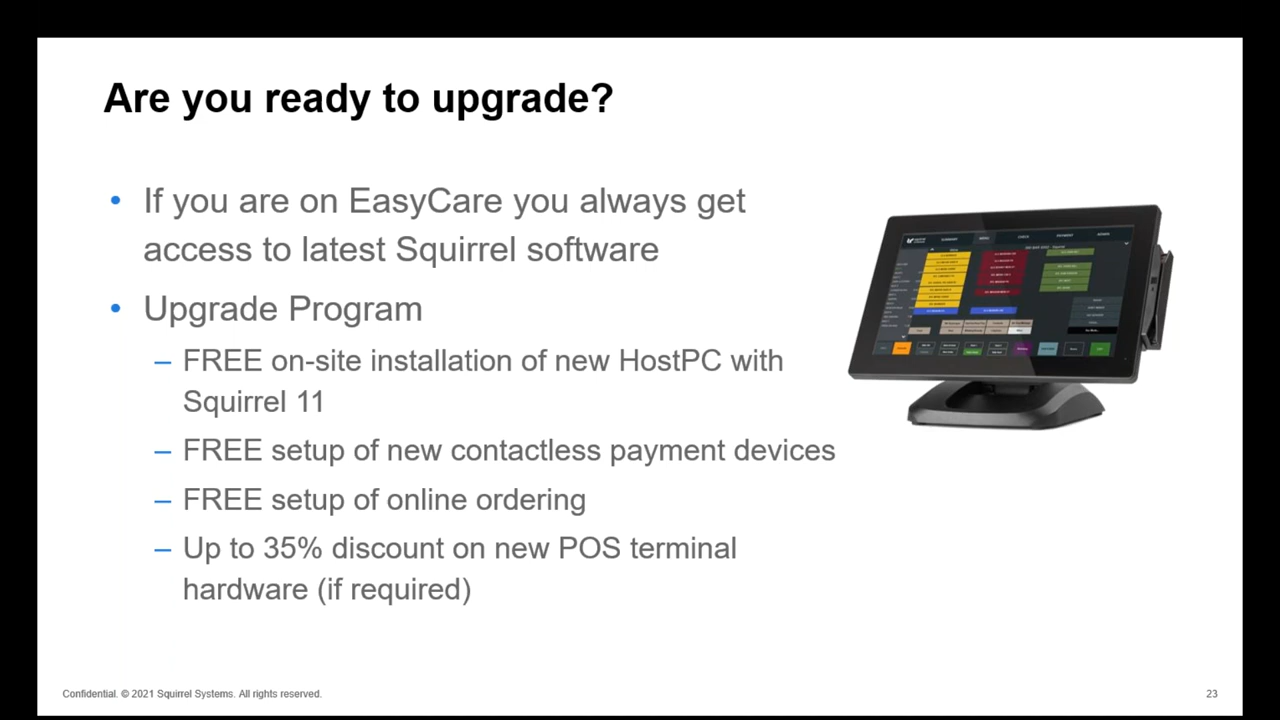 Are you ready to upgrade?
• If you are on EasyCare you always get
access to latest Squirrel software
• Upgrade Program
– FREE on-site installation of new HostPC with
Squirrel 11
– FREE setup of new contactless payment devices
– FREE setup of online ordering
– Up to 35% discount on new POS terminal
hardware (if required)
Confidential. © 2021 Squirrel Systems. All rights reserved.
23